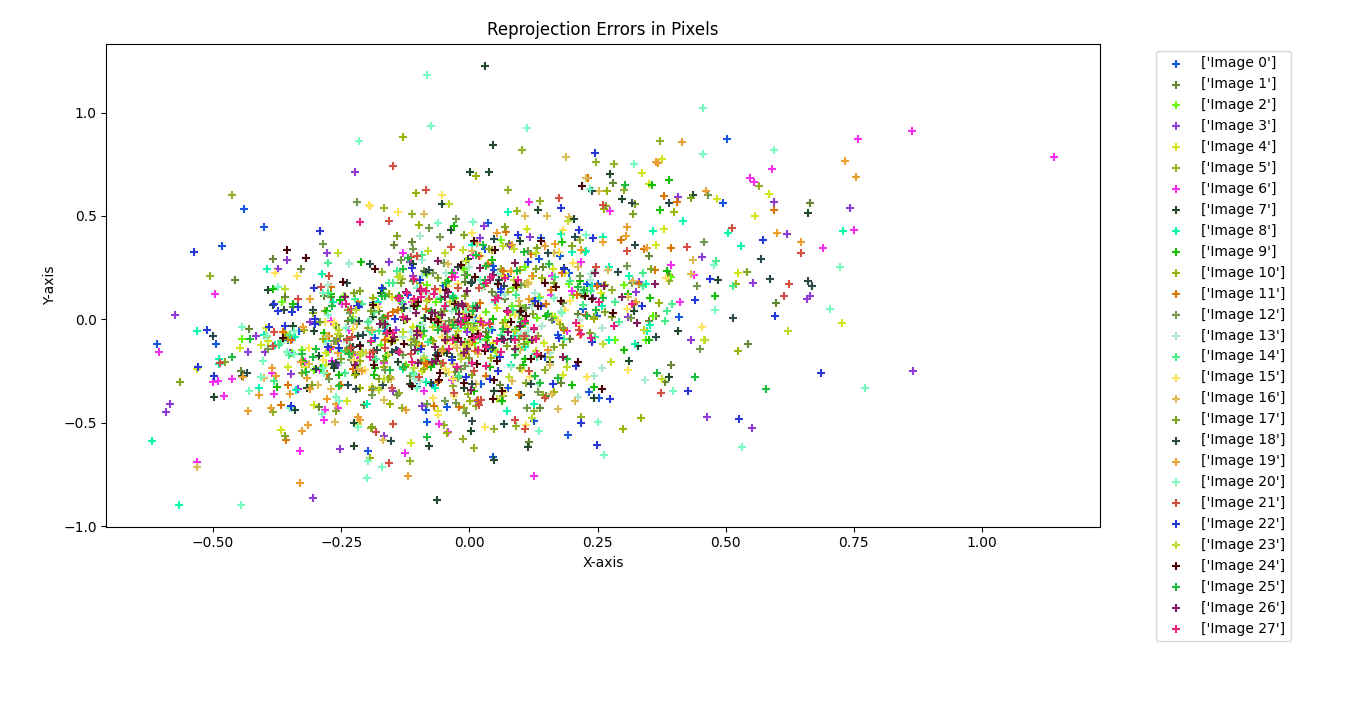 Reprojection Errors in Pixels
1.0
0.5
0.0
−0.5
−1.0
Y-axis
−0.50 −0.25 0.00 0.25 0.50 0.75 1.00
X-axis
['Image 0']
['Image 1']
['Image 2']
['Image 3']
['Image 4']
['Image 5']
['Image 6']
['Image 7']
['Image 8']
['Image 9']
['Image 10']
['Image 11']
['Image 12']
['Image 13']
['Image 14']
['Image 15']
['Image 16']
['Image 17']
['Image 18']
['Image 19']
['Image 20']
['Image 21']
['Image 22']
['Image 23']
['Image 24']
['Image 25']
['Image 26']
['Image 27']